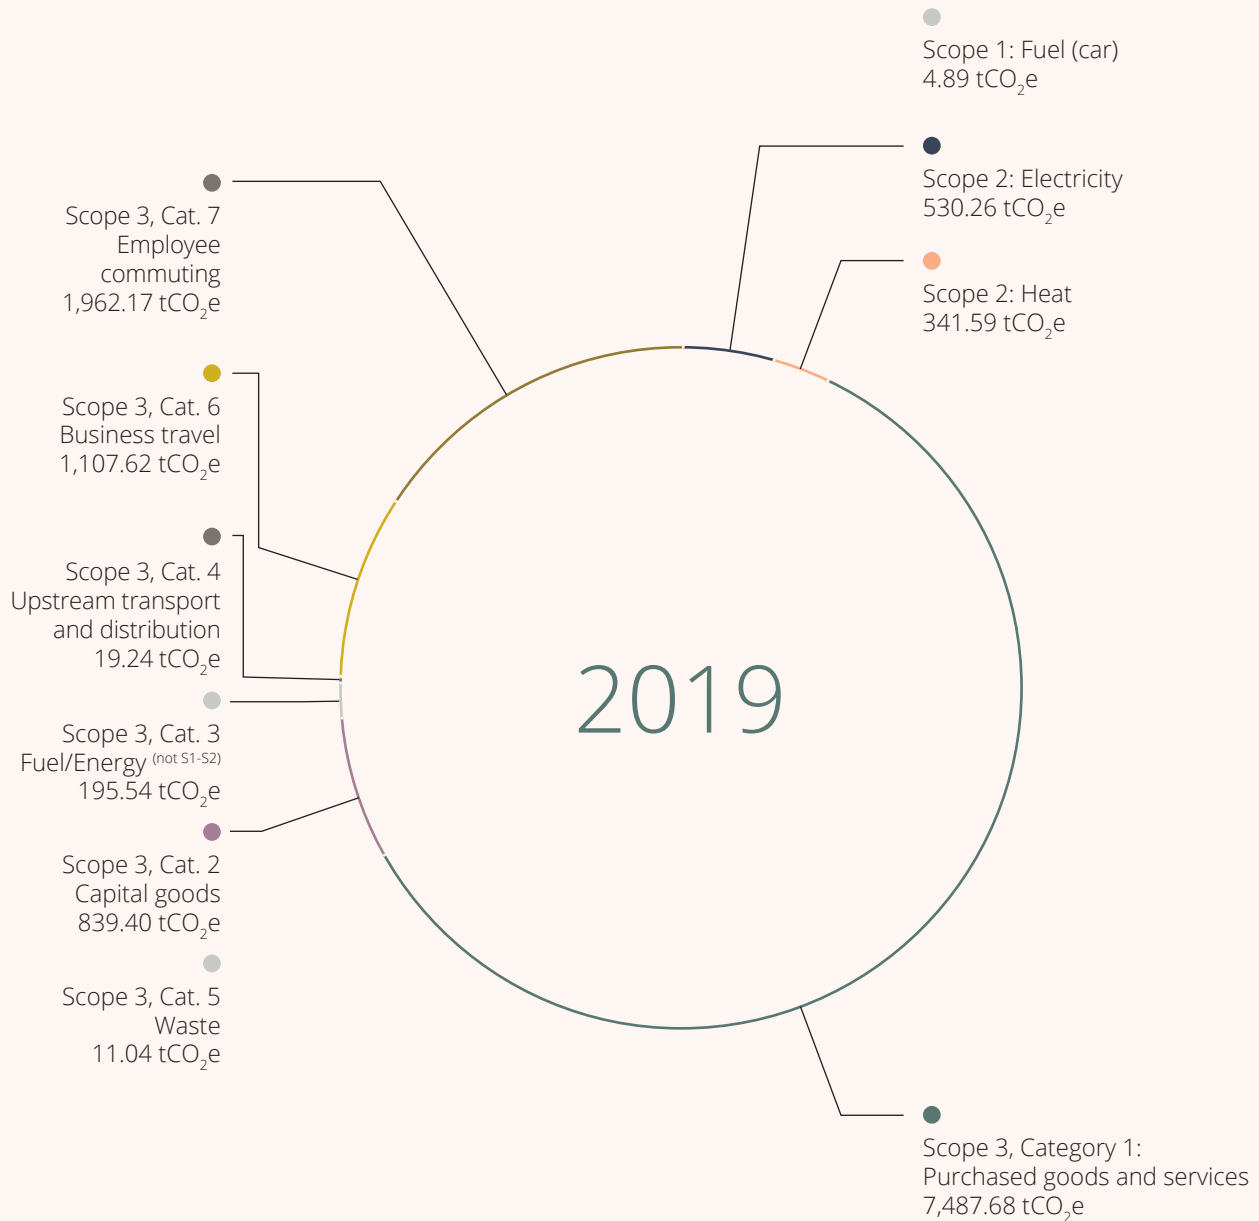 Scope 1: Fuel (car)
4.89 tCO₂e
Scope 2: Electricity
530.26 tCO₂e
Scope 2: Heat
341.59 tCO₂e
Scope 3, Cat. 7
Employee
commuting
1,962.17 tCO₂e
Scope 3, Cat. 6
Business travel
1,107.62 tCO₂e
Scope 3, Cat. 4
Upstream transport
and distribution
19.24 tCO₂e
Scope 3, Cat. 3
Fuel/Energy (not S1-S2)
195.54 tCO₂e
Scope 3, Cat. 2
Capital goods
839.40 tCO₂e
Scope 3, Cat. 5
Waste
11.04 tCO₂e
2019
Scope 3, Category 1:
Purchased goods and services
7,487.68 tCO₂e